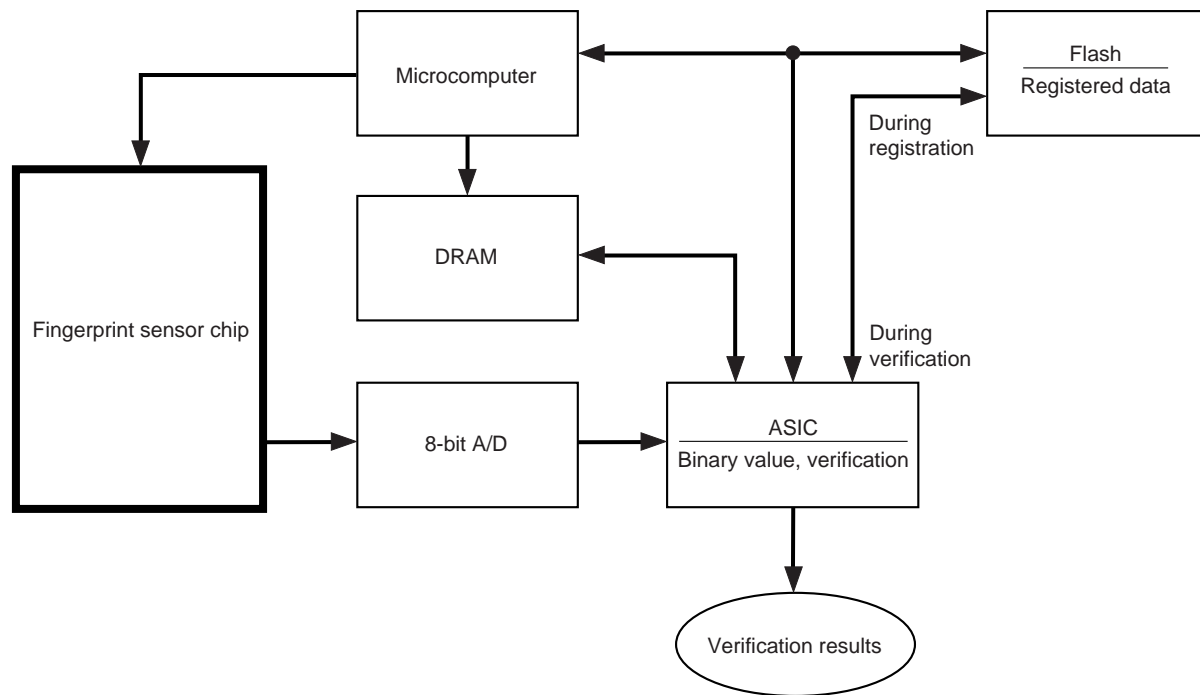 Microcomputer
Flash
Registered data
During
registration
DRAM
Fingerprint sensor chip
During
verification
8-bit A/D
ASIC
Binary value, verification
Verification results